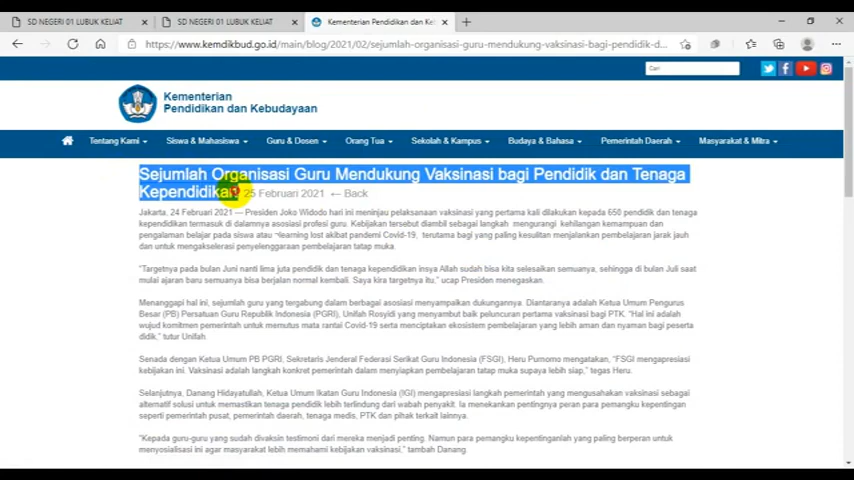 SD NEGERI 01 LUBUK KELIAT
SD NEGERI 01 LUBUK KELIAT
Kementerian Pendidikan dan Ke
https://www.kemdikbud.go.id/main/blog/2021/02/sejumlah-organisasi-guru-mendukung-vaksinasi-bagi-pendidik-d...
Cari
Kementerian
Pendidikan dan Kebudayaan
Tentang Kami Siswa & Mahasiswa Guru & Dosen Orang Tua Sekolah & Kampus Budaya & Bahasa Pemerintah Daerah Masyarakat & Mitra
Sejumlah Organisasi Guru Mendukung Vaksinasi bagi Pendidik dan Tenaga
Kependidikan 25 Februari 2021 ← Back
Jakarta, 24 Februari 2021 — Presiden Joko Widodo hari ini meninjau pelaksanaan vaksinasi yang pertama kali dilakukan kepada 650 pendidik dan tenaga
kependidikan termasuk di dalamnya asosiasi profesi guru. Kebijakan tersebut diambil sebagai langkah mengurangi kehilangan kemampuan dan
pengalaman belajar pada siswa atau ~learning lost akibat pandemi Covid-19, terutama bagi yang paling kesulitan menjalankan pembelajaran jarak jauh
dan untuk mengakselerasi penyelenggaraan pembelajaran tatap muka.
“Targetnya pada bulan Juni nanti lima juta pendidik dan tenaga kependidikan insya Allah sudah bisa kita selesaikan semuanya, sehingga di bulan Juli saat
mulai ajaran baru semuanya bisa berjalan normal kembali. Saya kira targetnya itu,” ucap Presiden menegaskan.
Menanggapi hal ini, sejumlah guru yang tergabung dalam berbagai asosiasi menyampaikan dukungannya. Diantaranya adalah Ketua Umum Pengurus
Besar (PB) Persatuan Guru Republik Indonesia (PGRI), Unifah Rosyidi yang menyambut baik peluncuran pertama vaksinasi bagi PTK. “Hal ini adalah
wujud komitmen pemerintah untuk memutus mata rantai Covid-19 serta menciptakan ekosistem pembelajaran yang lebih aman dan nyaman bagi peserta
didik,” tutur Unifah.
Senada dengan Ketua Umum PB PGRI, Sekretaris Jenderal Federasi Serikat Guru Indonesia (FSGI), Heru Purnomo mengatakan, “FSGI mengapresiasi
kebijakan ini. Vaksinasi adalah langkah konkret pemerintah dalam menyiapkan pembelajaran tatap muka supaya lebih siap,” tegas Heru.
Selanjutnya, Danang Hidayatullah, Ketua Umum Ikatan Guru Indonesia (IGI) mengapresiasi langkah pemerintah yang mengusahakan vaksinasi sebagai
alternatif solusi untuk memastikan tenaga pendidik lebih terlindung dari wabah penyakit. Ia menekankan pentingnya peran para pemangku kepentingan
seperti pemerintah pusat, pemerintah daerah, tenaga medis, PTK dan pihak terkait lainnya.
“Kepada guru-guru yang sudah divaksin testimoni dari mereka menjadi penting. Namun para pemangku kepentinganlah yang paling berperan untuk
menyosialisasi ini agar masyarakat lebih memahami kebijakan vaksinasi,” tambah Danang.